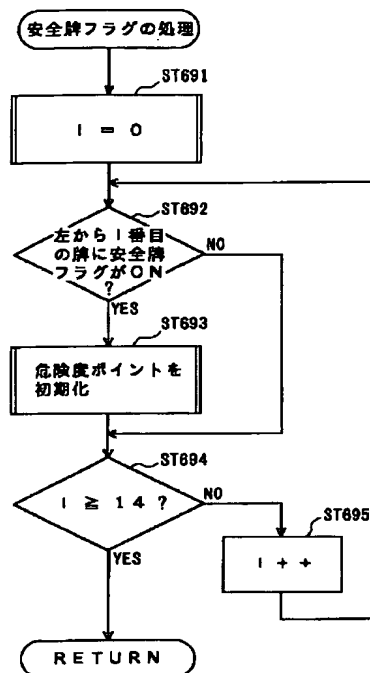 安全牌フラグの処理
ST691
I = 0
ST692
左からI番目
の牌に安全牌
フラグがON
?
NO
YES
ST693
危険度ポイントを
初期化
ST694
I ≧ 14 ?
NO
YES
ST695
I + +
RETURN